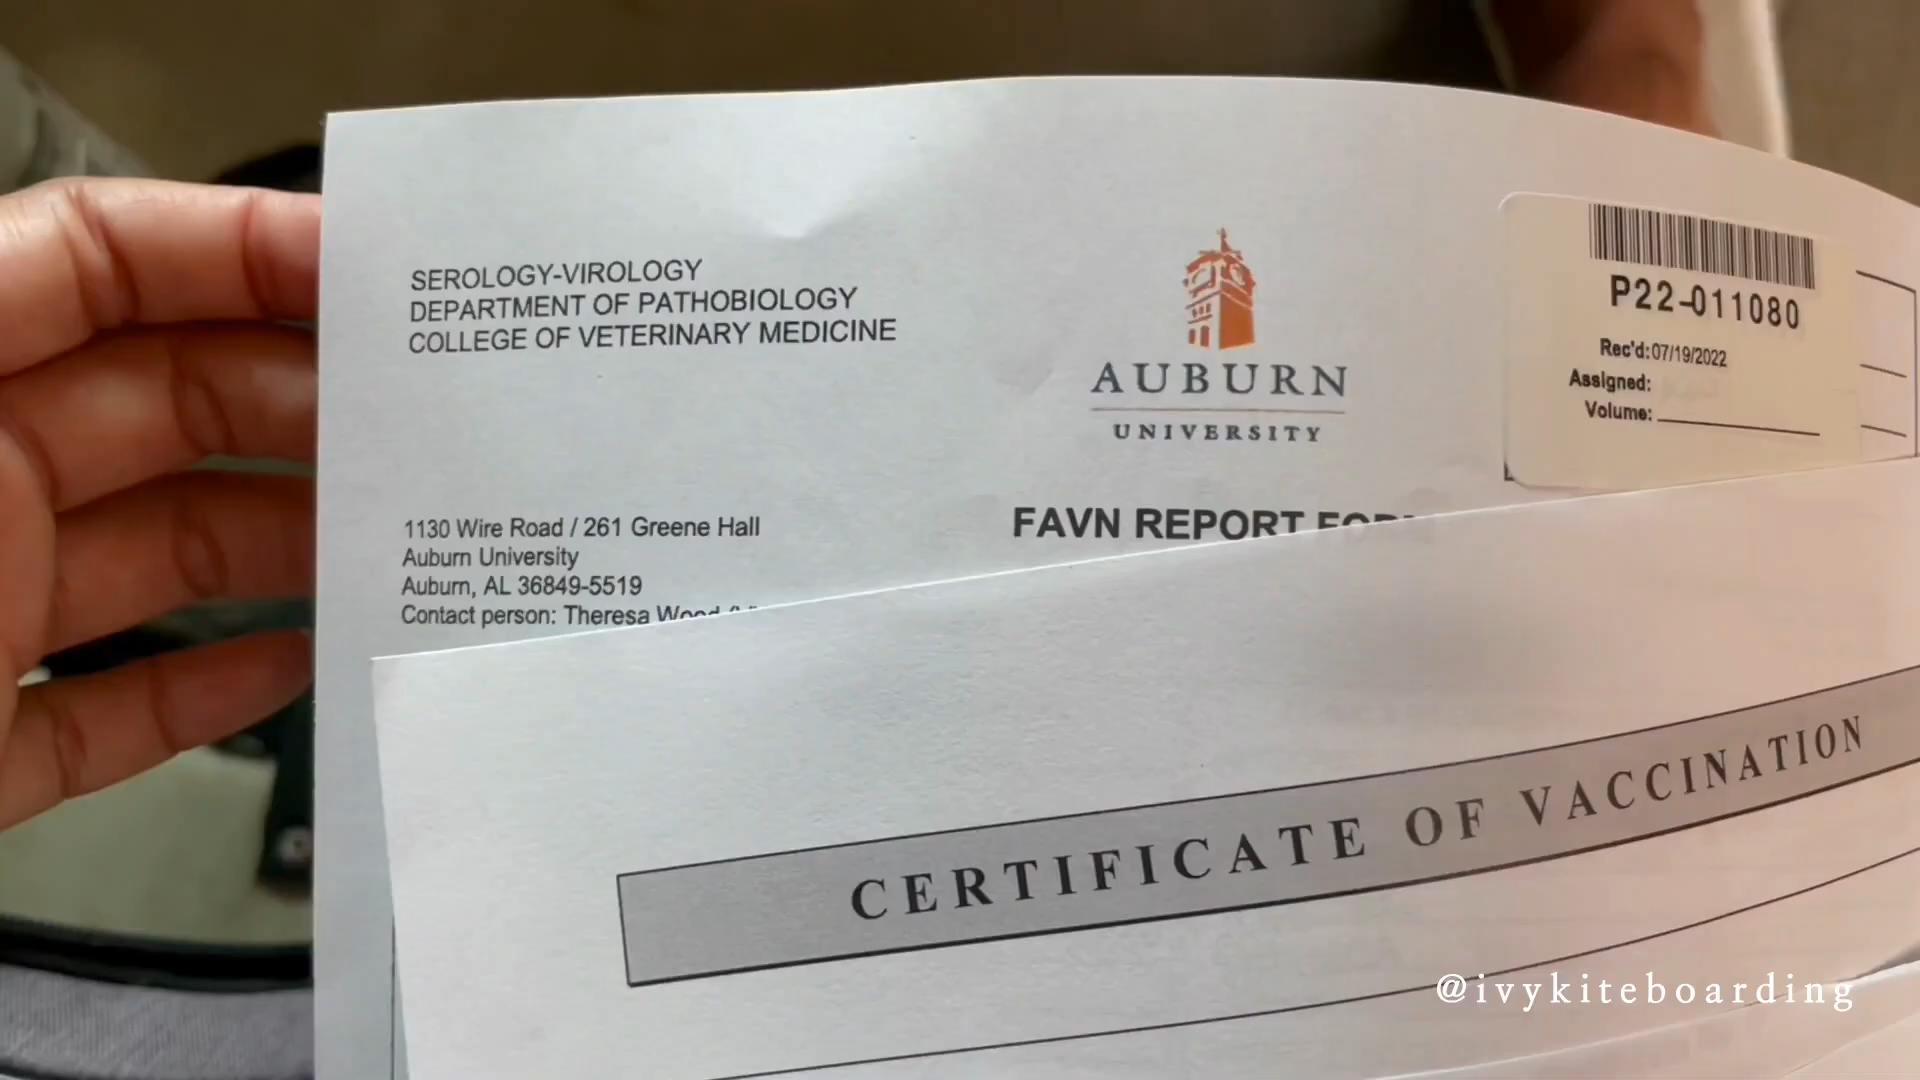 SEROLOGY-VIROLOGY
DEPARTMENT OF PATHOBIOLOGY
COLLEGE OF VETERINARY MEDICINE
AUBURN
UNIVERSITY
P22-011080
Rec'd:07/19/2022
Assigned:
Volume:
1130 Wire Road / 261 Greene Hall
Auburn University
Auburn, AL 36849-5519
Contact person: Theresa Wood
FAVN REPORT FORM
CERTIFICATE OF VACCINATION
@ivykiteboarding